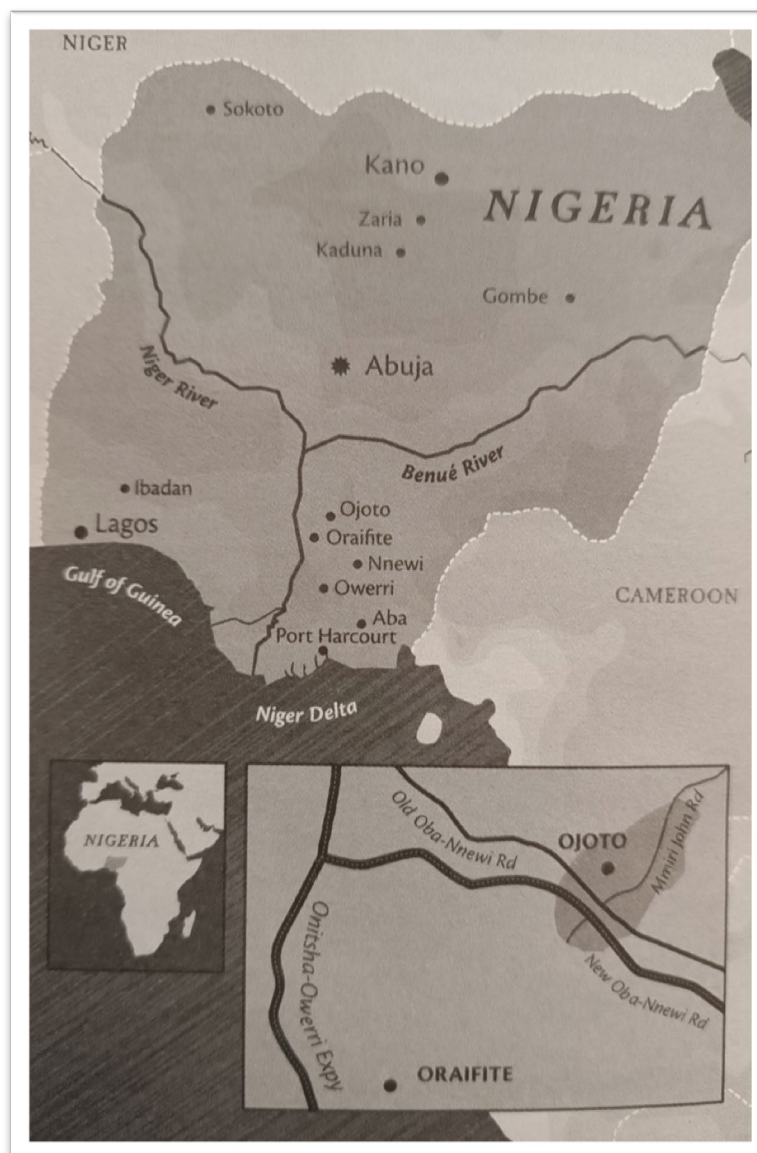 NIGER
Sokoto
Kano
NIGERIA
Zaria
Kaduna
Gombe
Abuja
Niger River
Benué River
Ibadan
Lagos
Ojoto
Oraifite
Nnewi
Owerri
Aba
Port Harcourt
Gulf of Guinea
CAMEROON
Niger Delta
NIGERIA
Old Oba-Nnewi Rd
OJOTO
Mmiri John Rd
New Oba-Nnewi Rd
Onitsha-Owerri Expy
ORAIFITE